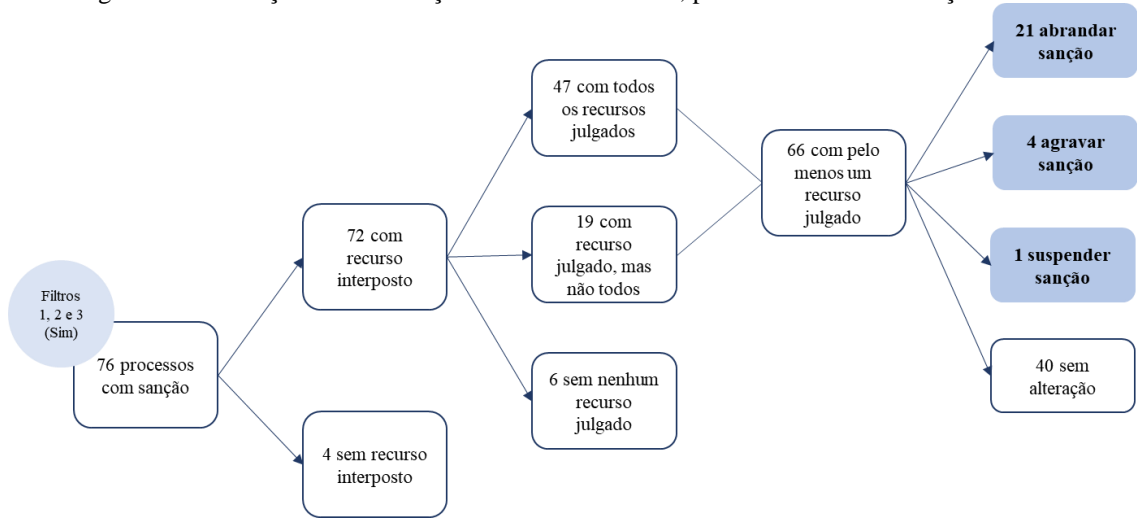 21 abrandar
sanção
47 com todos
os recursos
julgados
4 agravar
sanção
66 com pelo
menos um
recurso
julgado
72 com
recurso
interposto
19 com
recurso
julgado, mas
não todos
1 suspender
sanção
Filtros
1, 2 e 3
(Sim)
76 processos
com sanção
6 sem nenhum
recurso
julgado
40 sem
alteração
4 sem recurso
interposto